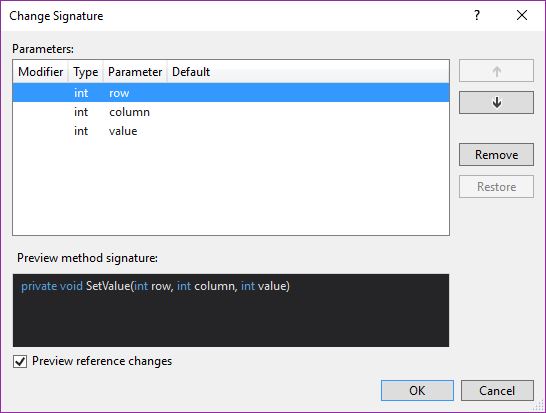 Change Signature ?
Parameters:
Modifier Type Parameter Default
int row
int column
int value
Remove
Restore
Preview method signature:
private void SetValue(int row, int column, int value)
Preview reference changes
OK Cancel